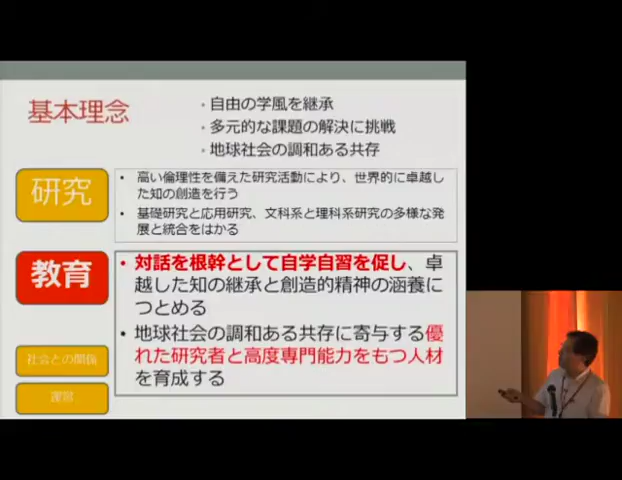 基本理念
・自由の学風を継承
・多元的な課題の解決に挑戦
・地球社会の調和ある共存
研究
• 高い倫理性を備えた研究活動により、世界的に卓越し
た知の創造を行う
• 基礎研究と応用研究、文科系と理科系研究の多様な発
展と統合をはかる
教育
• 対話を根幹として自学自習を促し、卓
越した知の継承と創造的精神の涵養に
つとめる
• 地球社会の調和ある共存に寄与する優
れた研究者と高度専門能力をもつ人材
を育成する
社会との関係
運営